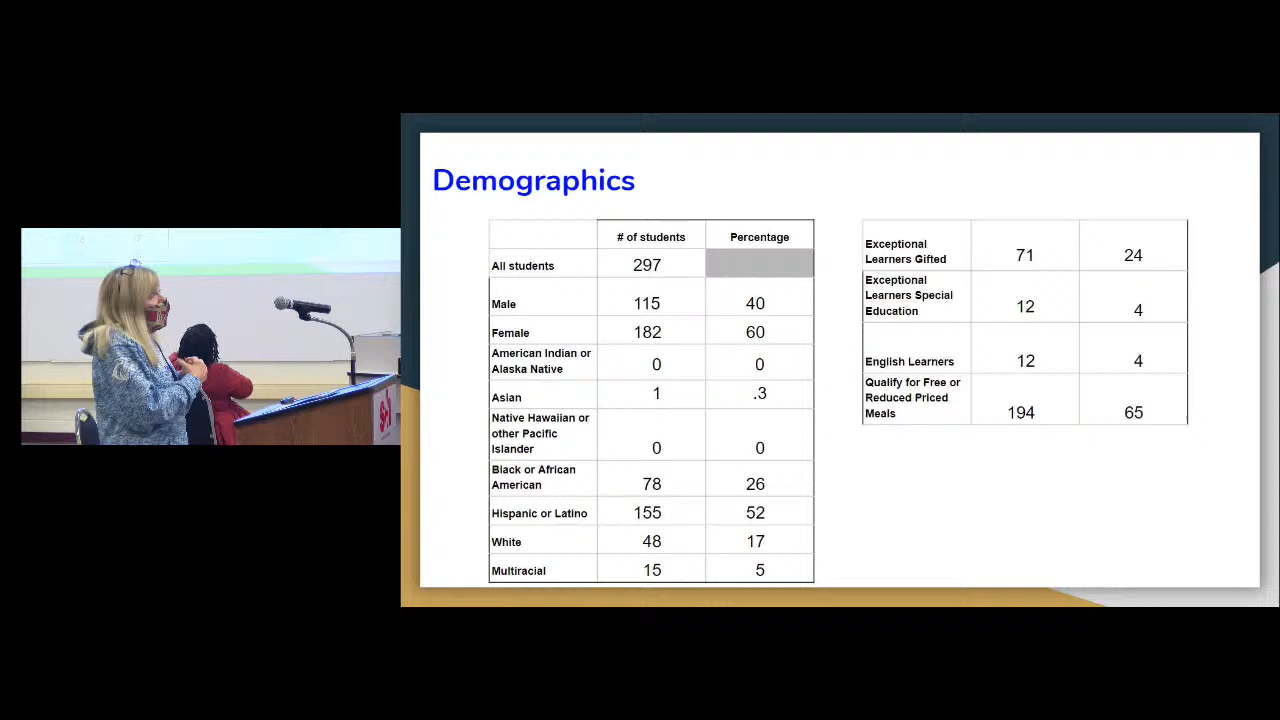 Demographics
# of students Percentage
All students 297
Male 115 40
Female 182 60
American Indian or
Alaska Native 0 0
Asian 1 .3
Native Hawaiian or
other Pacific
Islander 0 0
Black or African
American 78 26
Hispanic or Latino 155 52
White 48 17
Multiracial 15 5
Exceptional
Learners Gifted 71 24
Exceptional
Learners Special
Education 12 4
English Learners 12 4
Qualify for Free or
Reduced Priced
Meals 194 65